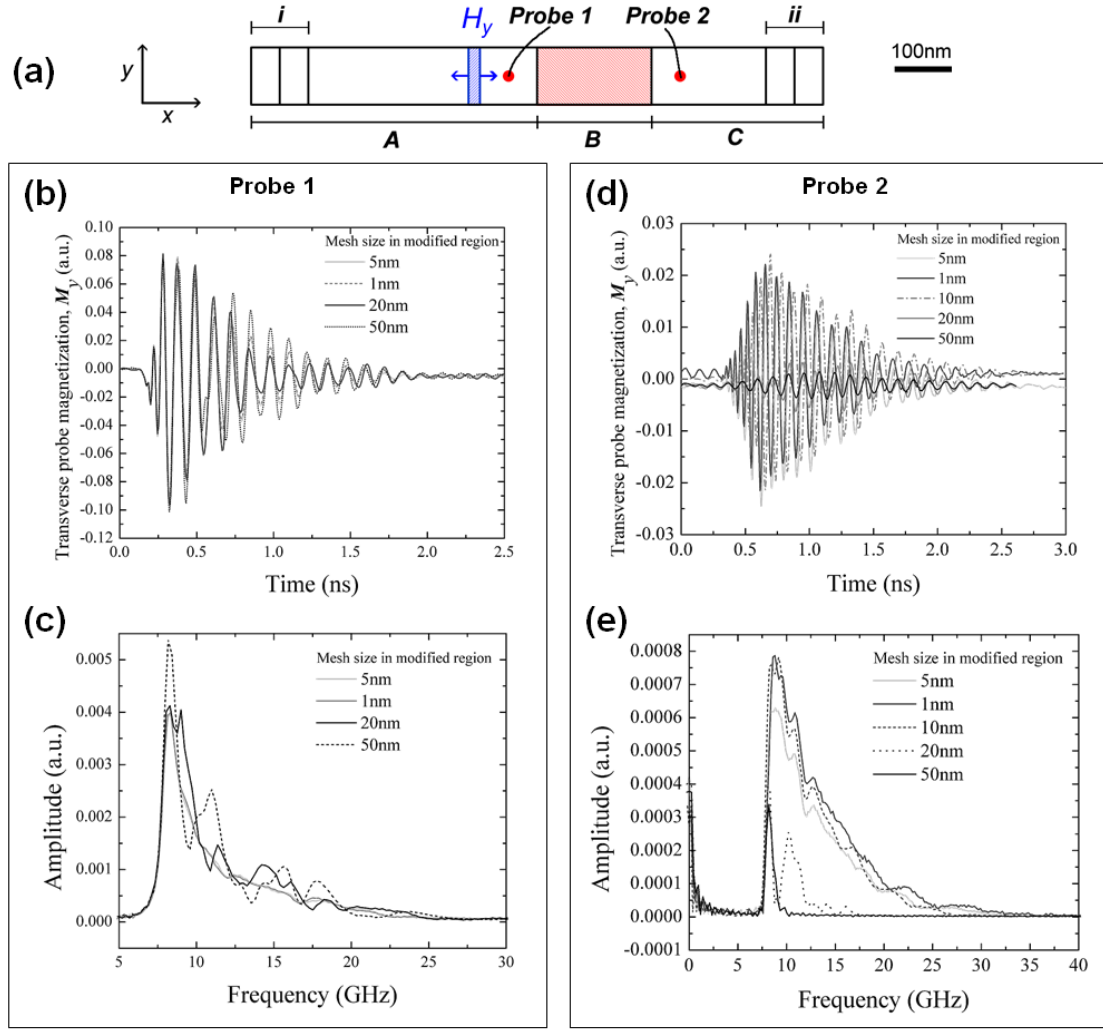 (a)
y
x
i
H_y
Probe 1
Probe 2
ii
100nm
A
B
C
(b)
Probe 1
Transverse probe magnetization, M_y (a.u.)
0.10
0.08
0.06
0.04
0.02
0.00
-0.02
-0.04
-0.06
-0.08
-0.10
-0.12
Mesh size in modified region
5nm
1nm
20nm
50nm
0.0 0.5 1.0 1.5 2.0 2.5
Time (ns)
(c)
Amplitude (a.u.)
0.005
0.004
0.003
0.002
0.001
0.000
Mesh size in modified region
5nm
1nm
20nm
50nm
5 10 15 20 25 30
Frequency (GHz)
(d)
Probe 2
Transverse probe magnetization, M_y (a.u.)
0.03
0.02
0.01
0.00
-0.01
-0.02
-0.03
Mesh size in modified region
5nm
1nm
10nm
20nm
50nm
0.0 0.5 1.0 1.5 2.0 2.5 3.0
Time (ns)
(e)
Amplitude (a.u.)
0.0008
0.0007
0.0006
0.0005
0.0004
0.0003
0.0002
0.0001
0.0000
-0.0001
Mesh size in modified region
5nm
1nm
10nm
20nm
50nm
0 5 10 15 20 25 30 35 40
Frequency (GHz)